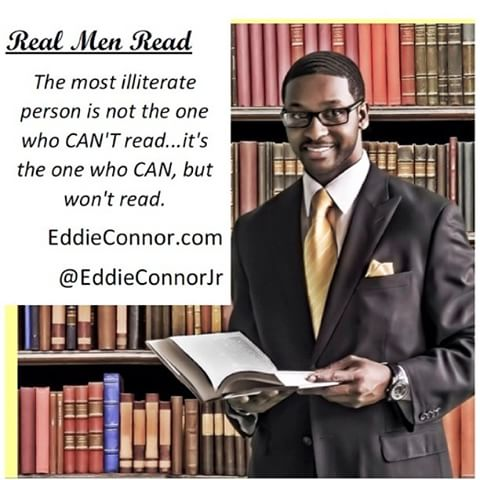 Real Men Read
The most illiterate
person is not the one
who CAN'T read...it's
the one who CAN, but
won't read.
EddieConnor.com
@EddieConnorJr